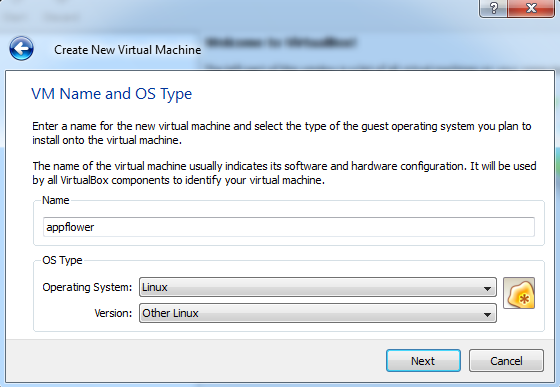 Welcome to VirtualBox!
Create New Virtual Machine
VM Name and OS Type
Enter a name for the new virtual machine and select the type of the guest operating system you plan to
install onto the virtual machine.
The name of the virtual machine usually indicates its software and hardware configuration. It will be used
by all VirtualBox components to identify your virtual machine.
Name
appflower
OS Type
Operating System: Linux
Version: Other Linux
Next Cancel